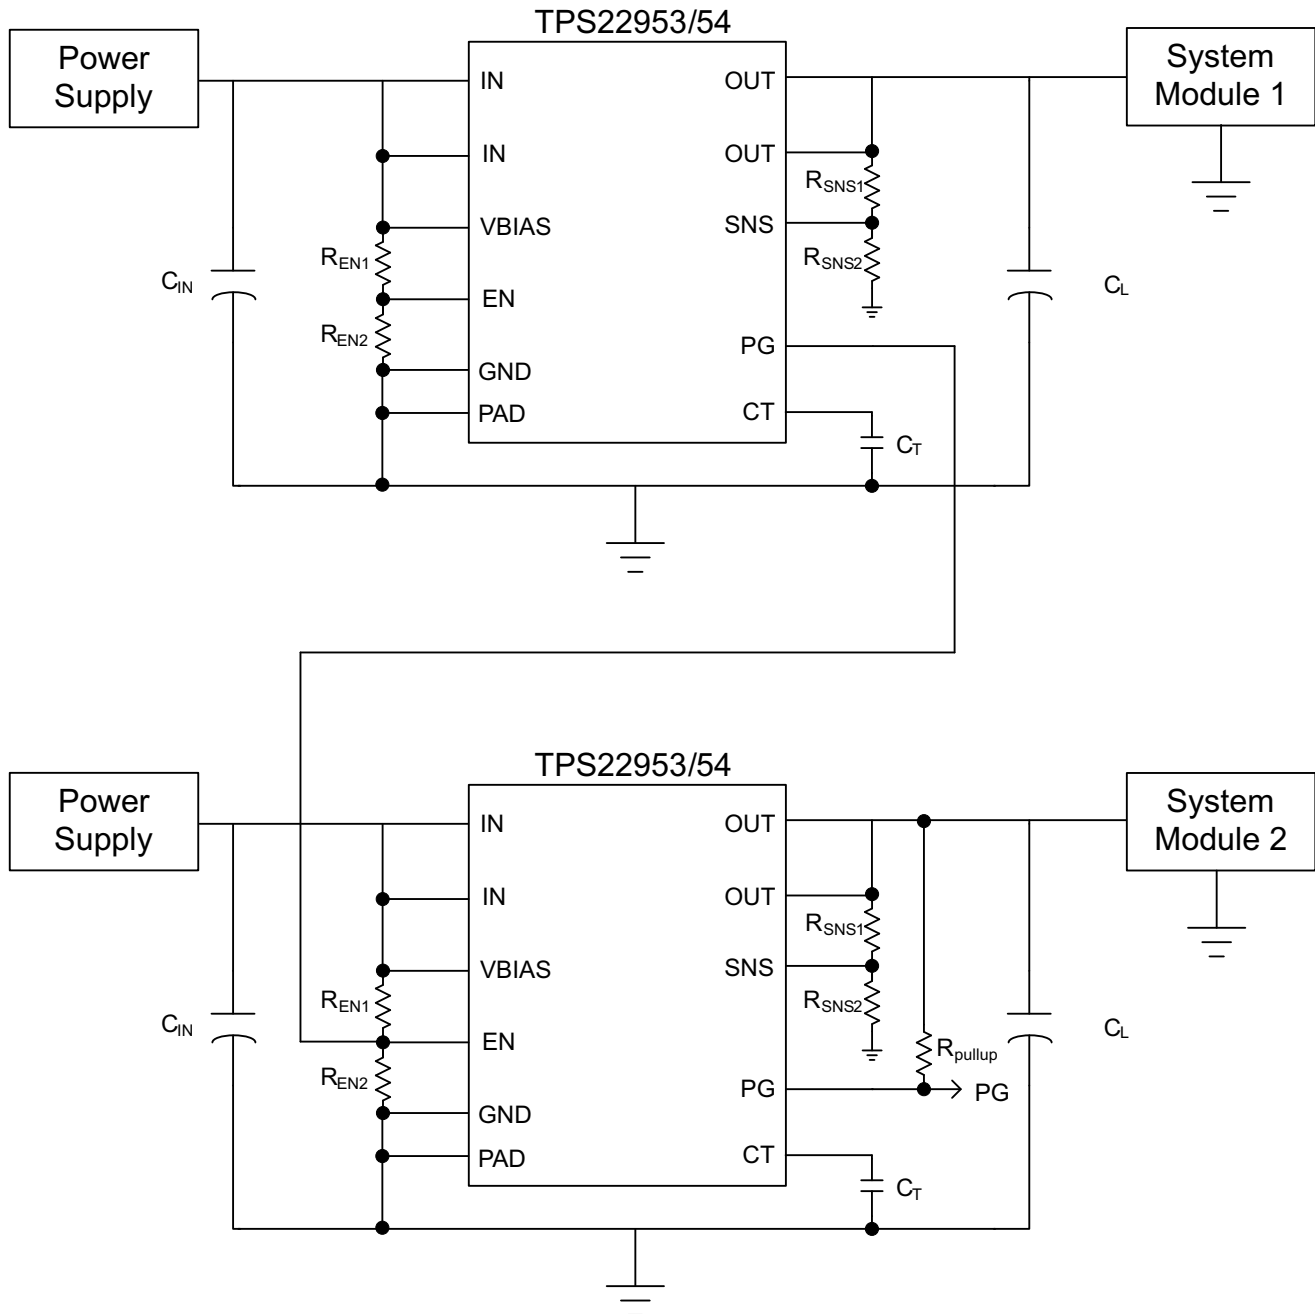 TPS22953/54
Power
Supply
System
Module 1
IN
OUT
IN
OUT
RSNS1
VBIAS
SNS
REN1
RSNS2
CIN
EN
CL
REN2
PG
GND
PAD
CT
CT
TPS22953/54
Power
Supply
System
Module 2
IN
OUT
IN
OUT
RSNS1
VBIAS
SNS
REN1
RSNS2
CIN
EN
CL
Rpullup
REN2
PG
PG
GND
PAD
CT
CT